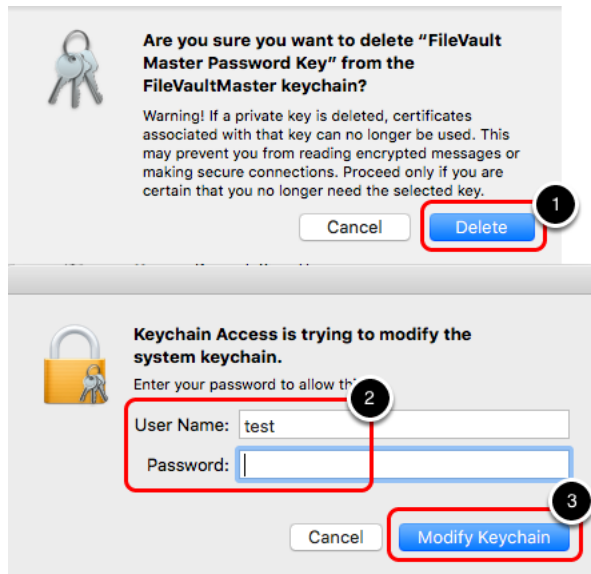 Are you sure you want to delete “FileVault
Master Password Key” from the
FileVaultMaster keychain?
Warning! If a private key is deleted, certificates
associated with that key can no longer be used. This
may prevent you from reading encrypted messages or
making secure connections. Proceed only if you are
certain that you no longer need the selected key.
1
Cancel Delete
Keychain Access is trying to modify the
system keychain.
Enter your password to allow
2
User Name: test
Password:
3
Cancel Modify Keychain